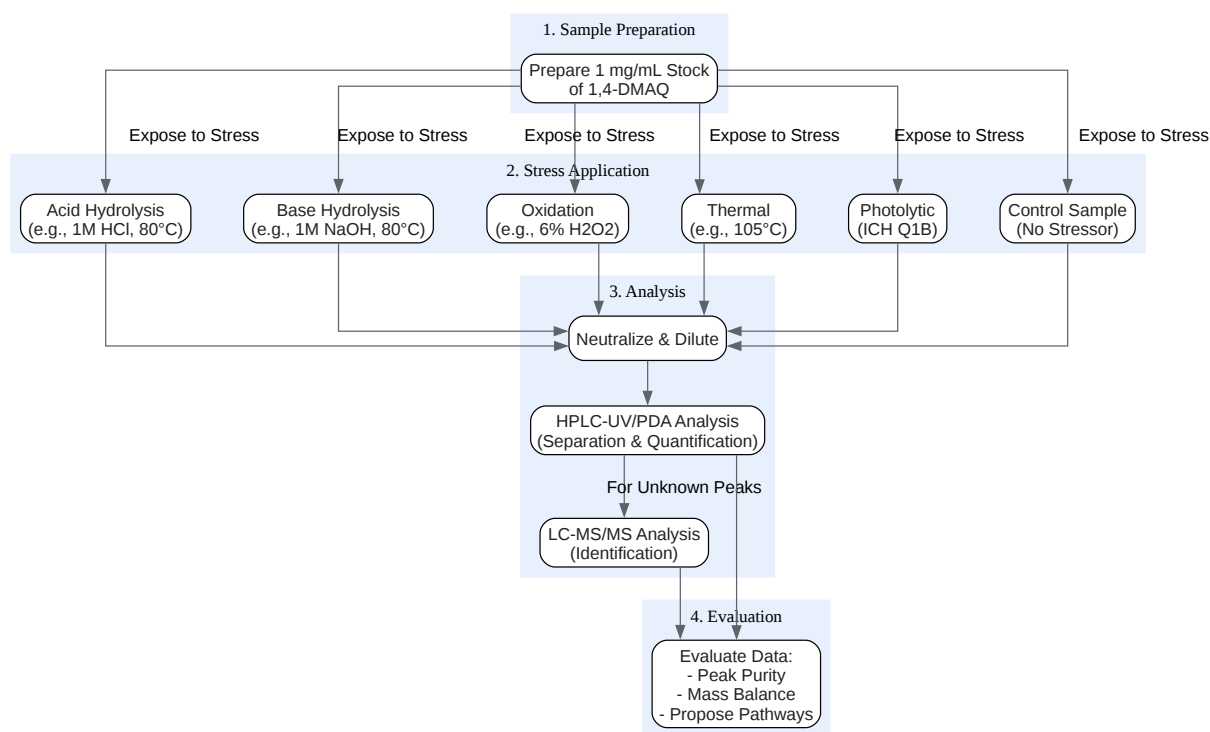 1. Sample Preparation
Prepare 1 mg/mL Stock
of 1,4-DMAQ
Expose to Stress
Expose to Stress
Expose to Stress
Expose to Stress
Expose to Stress
Expose to Stress
2. Stress Application
Acid Hydrolysis
(e.g., 1M HCl, 80°C)
Base Hydrolysis
(e.g., 1M NaOH, 80°C)
Oxidation
(e.g., 6% H2O2)
Thermal
(e.g., 105°C)
Photolytic
(ICH Q1B)
Control Sample
(No Stressor)
3. Analysis
Neutralize & Dilute
HPLC-UV/PDA Analysis
(Separation & Quantification)
For Unknown Peaks
LC-MS/MS Analysis
(Identification)
4. Evaluation
Evaluate Data:
- Peak Purity
- Mass Balance
- Propose Pathways